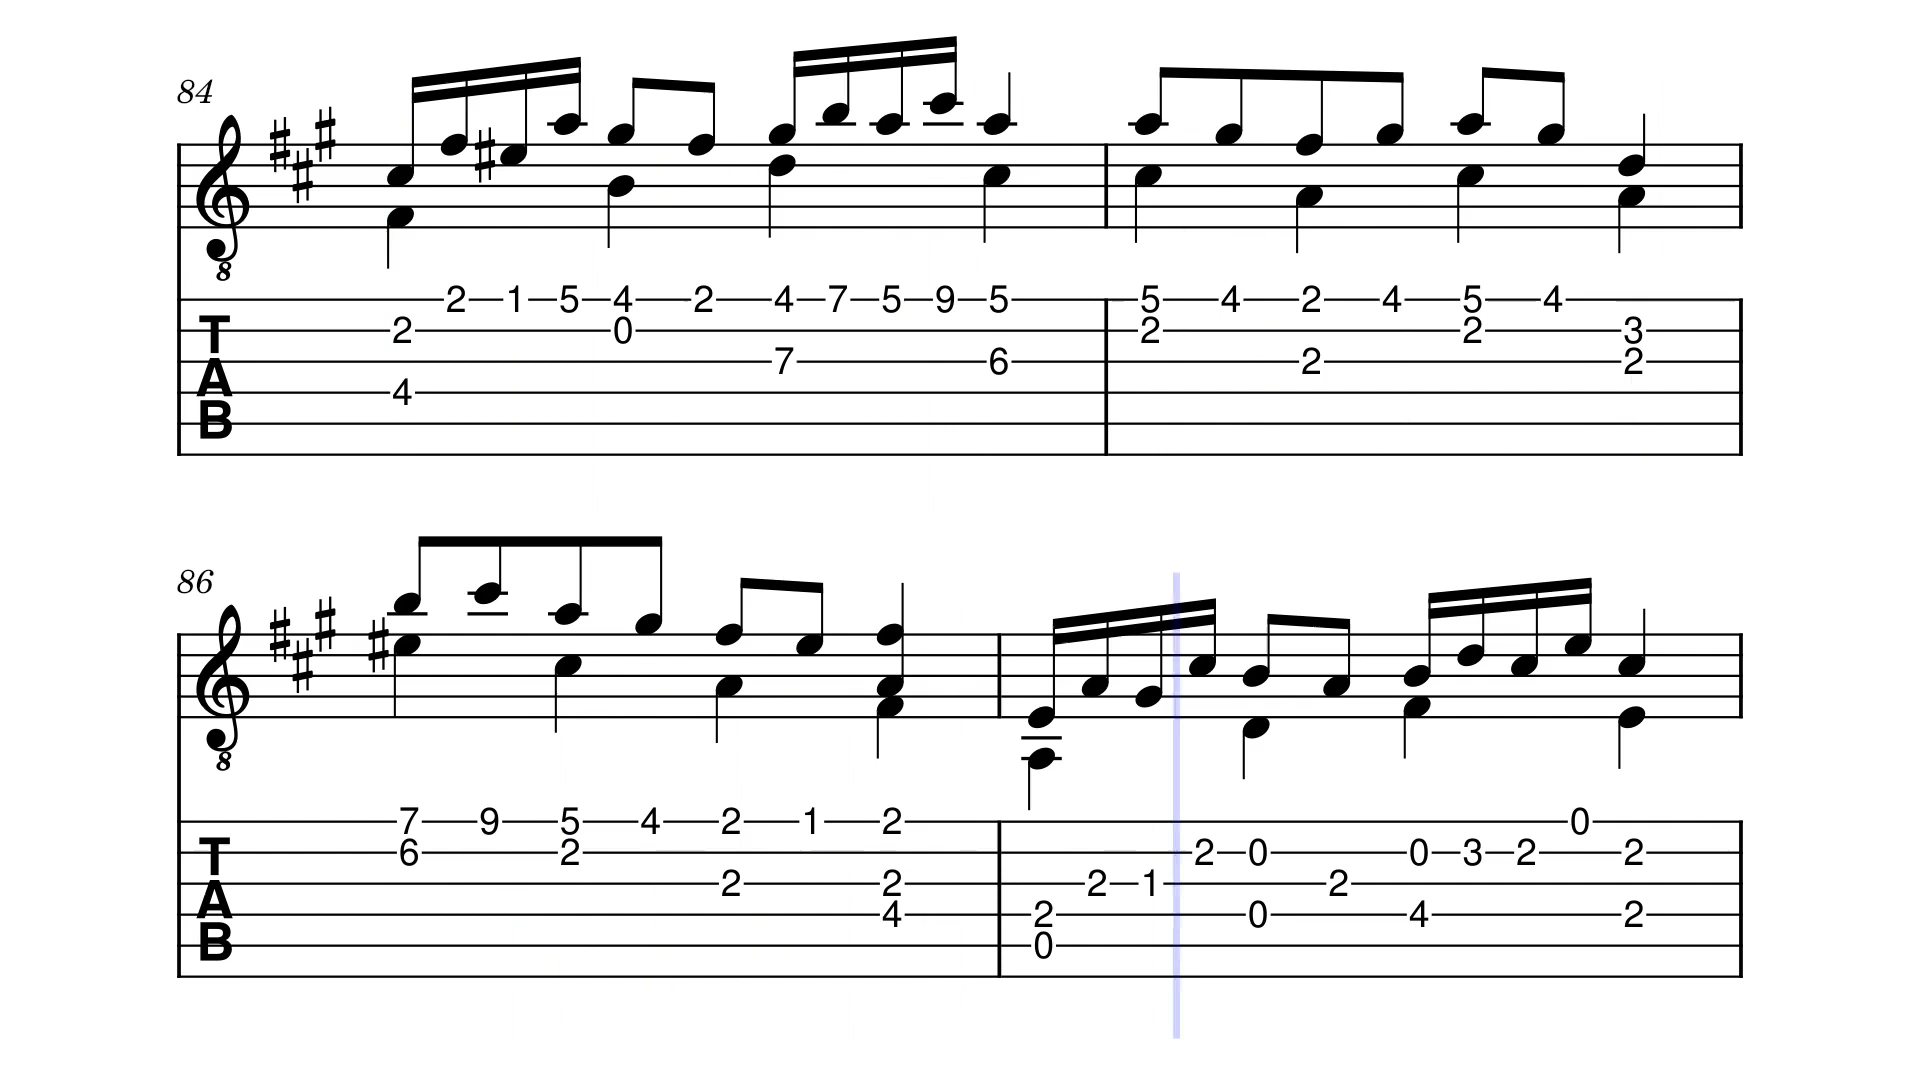 84
8
2 1 5 4 2 4 7 5 9 5 5 4 2 4 5 4
T 2 0 2 2 3
A 7 6 2 2
4
B
86
8
7 9 5 4 2 1 2 0
T 6 2 2 0 0 3 2 2
A 2 2 2 1 2
4 2 0 4 2
B 0